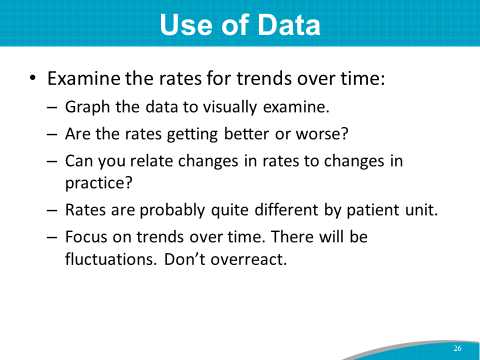 Use of Data
• Examine the rates for trends over time:
– Graph the data to visually examine.
– Are the rates getting better or worse?
– Can you relate changes in rates to changes in
practice?
– Rates are probably quite different by patient unit.
– Focus on trends over time. There will be
fluctuations. Don’t overreact.
26